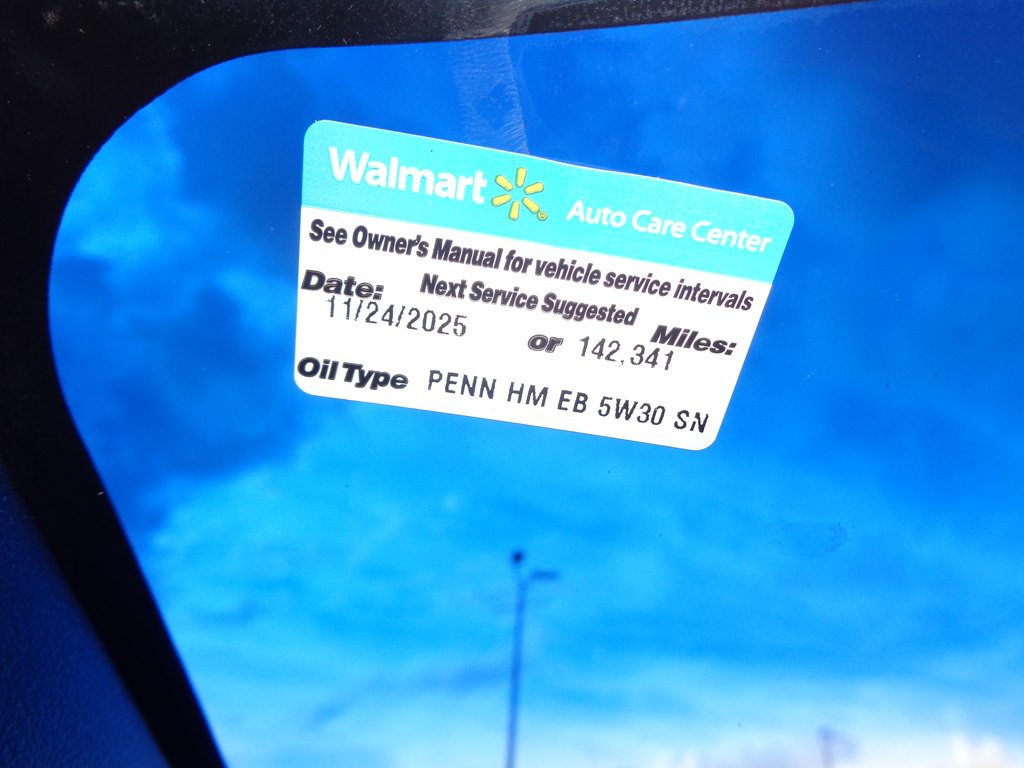 Walmart Auto Care Center
See Owner's Manual for vehicle service intervals
Next Service Suggested
Date: Miles:
11/24/2025 or 142,341
Oil Type PENN HM EB 5W30 SN